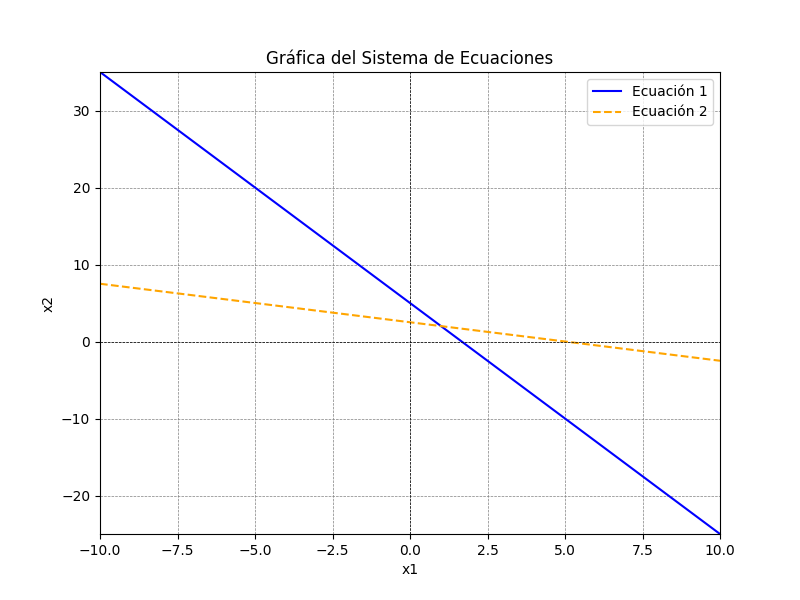 Gráfica del Sistema de Ecuaciones
Ecuación 1
Ecuación 2
30
20
10
0
−10
−20
x2
−10.0 −7.5 −5.0 −2.5 0.0 2.5 5.0 7.5 10.0
x1